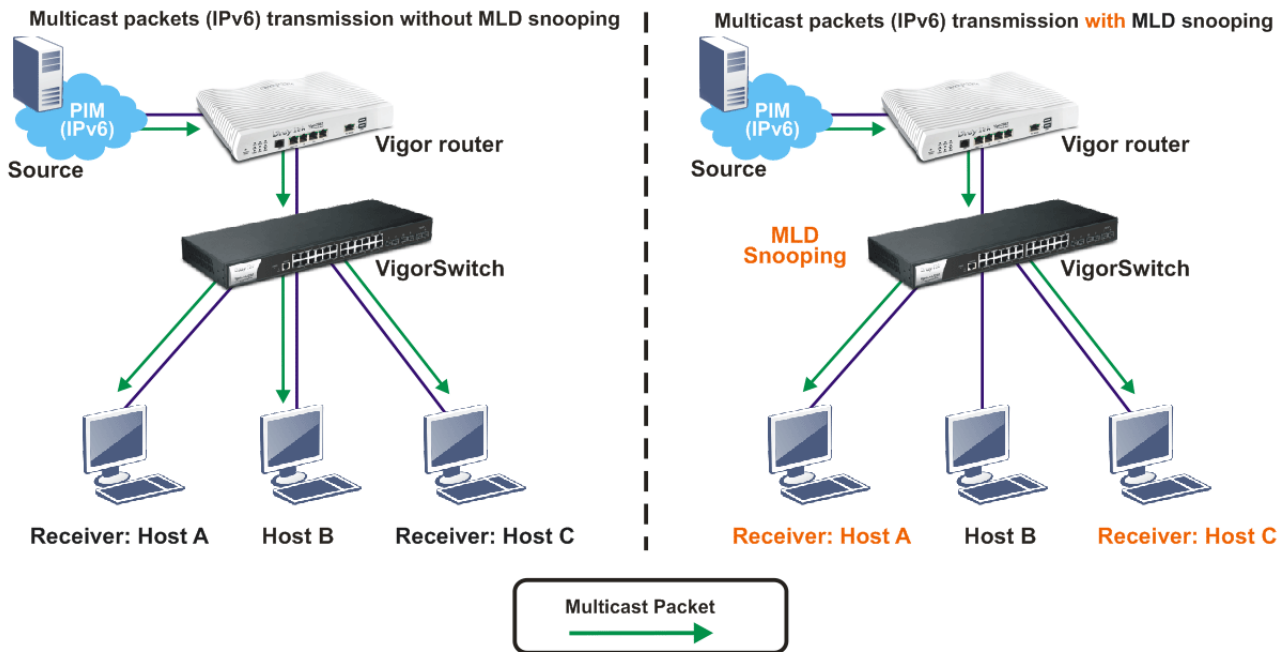 Multicast packets (IPv6) transmission without MLD snooping
PIM
(IPv6)
Source
Vigor router
VigorSwitch
Receiver: Host A
Host B
Receiver: Host C
Multicast packets (IPv6) transmission with MLD snooping
PIM
(IPv6)
Source
Vigor router
MLD
Snooping
VigorSwitch
Receiver: Host A
Host B
Receiver: Host C
Multicast Packet